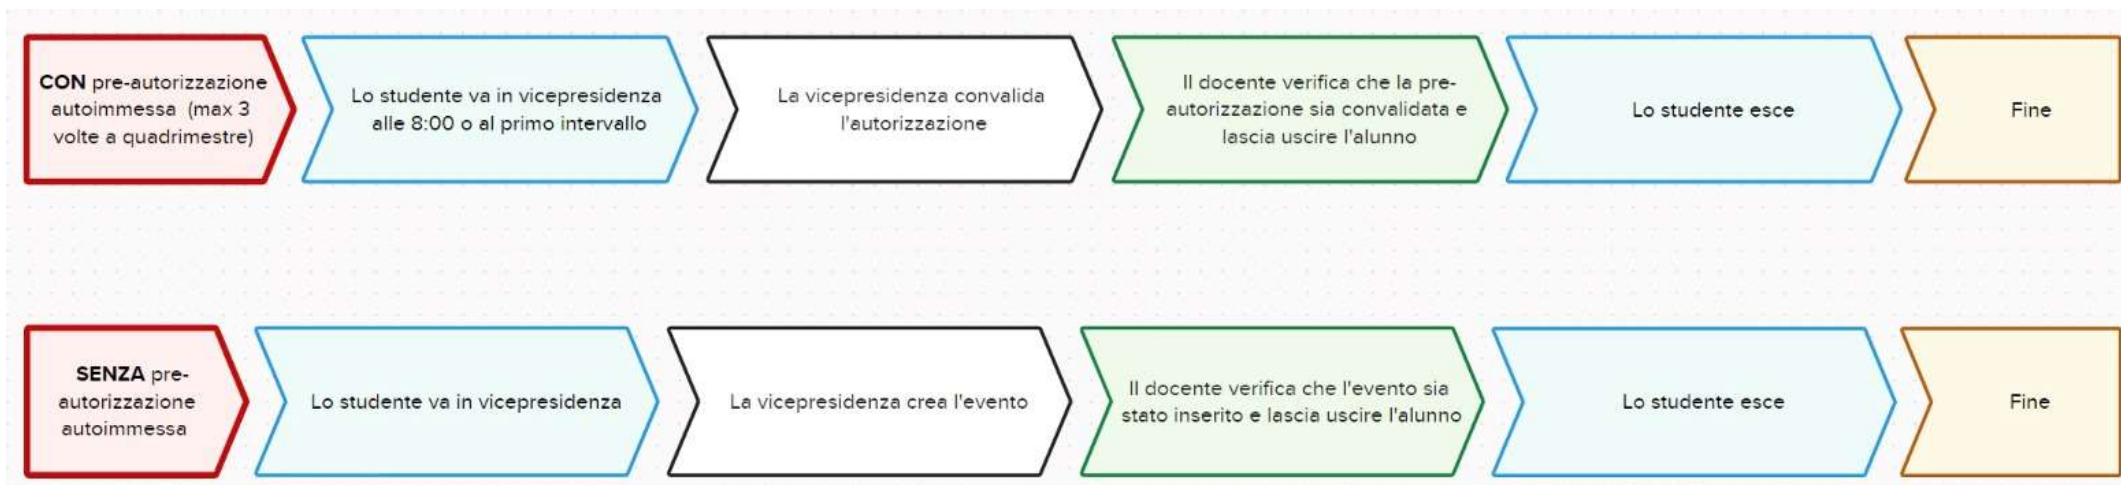 CON pre-autorizzazione
autoimmessa (max 3
volte a quadrimestre)
Lo studente va in vicepresidenza
alle 8:00 o al primo intervallo
La vicepresidenza convalida
l'autorizzazione
Il docente verifica che la pre-
autorizzazione sia convalidata e
lascia uscire l'alunno
Lo studente esce
Fine
SENZA pre-
autorizzazione
autoimmessa
Lo studente va in vicepresidenza
La vicepresidenza crea l'evento
Il docente verifica che l'evento sia
stato inserito e lascia uscire l'alunno
Lo studente esce
Fine